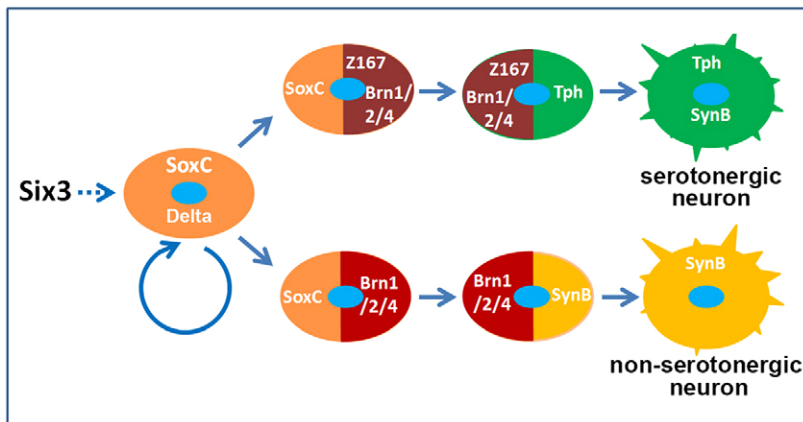 Six3
SoxC
Delta
SoxC
Z167
Brn1/
2/4
Z167
Brn1/
2/4
Tph
Tph
SynB
serotonergic
neuron
SoxC
Brn1
/2/4
Brn1
/2/4
SynB
SynB
non-serotonergic
neuron